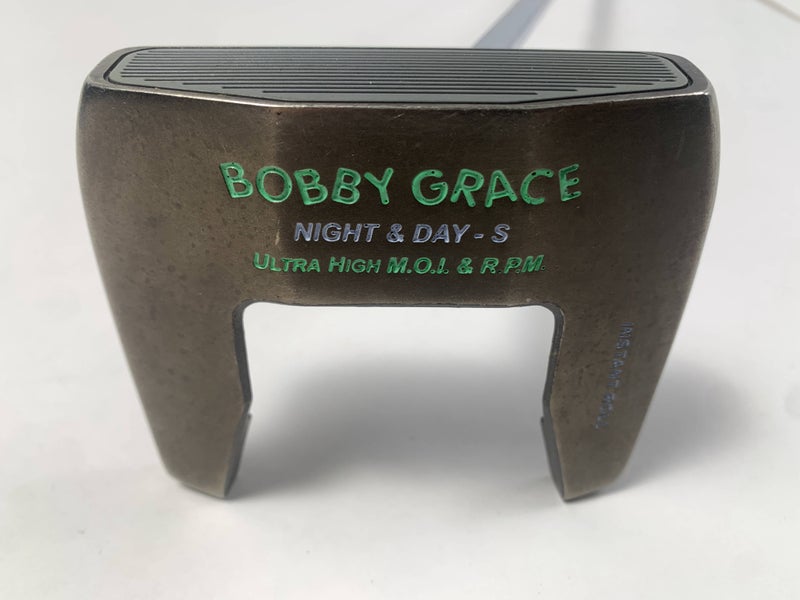 BOBBY GRACE
NIGHT & DAY - S
ULTRA HIGH M.O.I. & R.P.M.